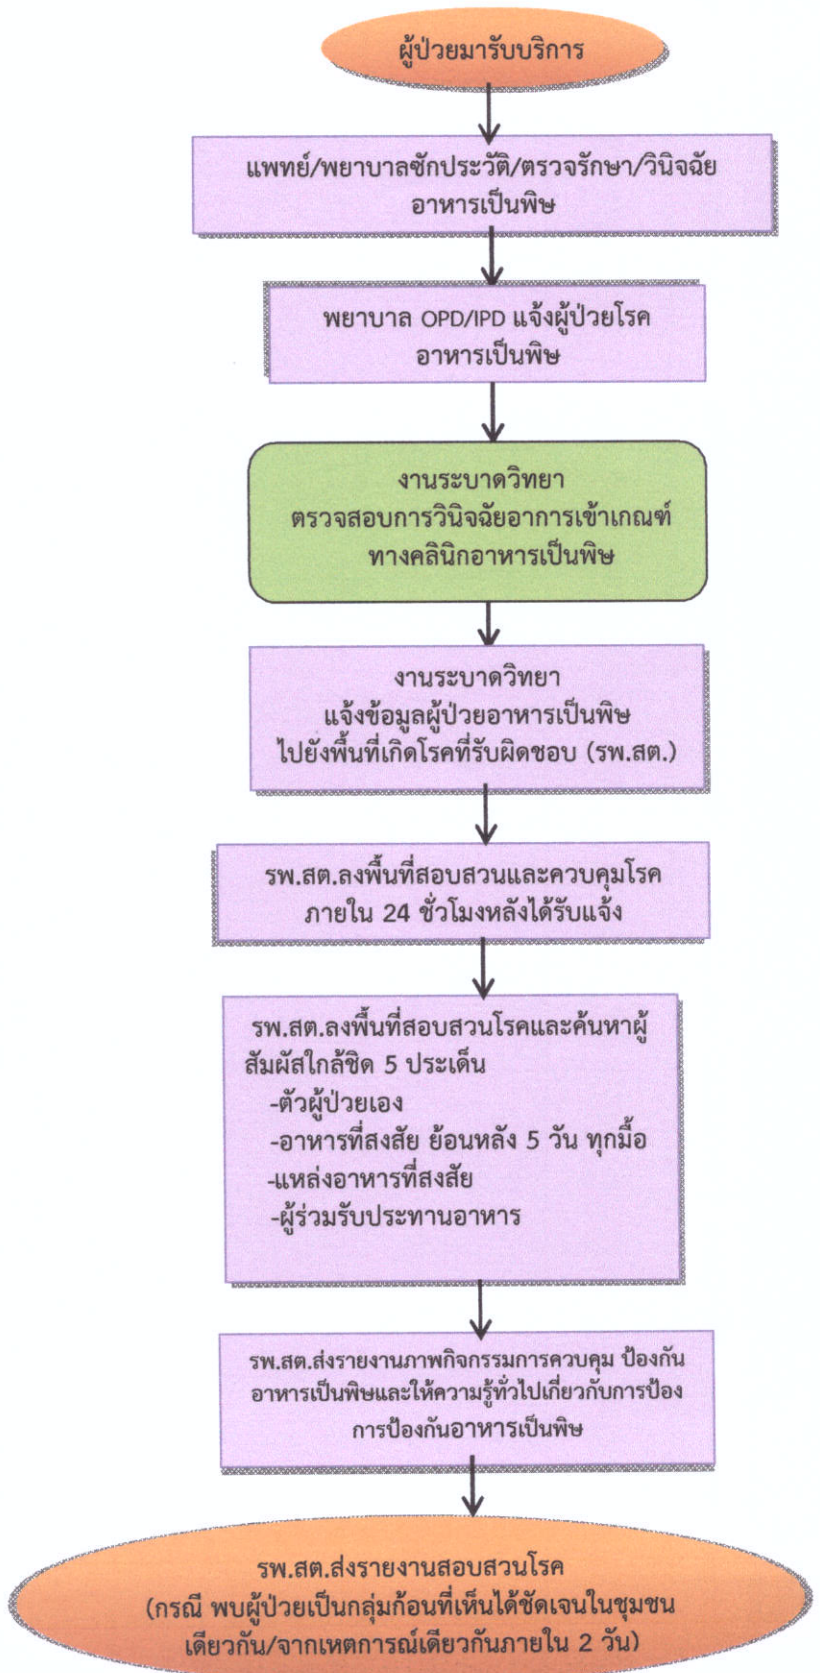 ผู้ป่วยมารับบริการ
แพทย์/พยาบาลซักประวัติ/ตรวจรักษา/วินิจฉัย
อาหารเป็นพิษ
พยาบาล OPD/IPD แจ้งผู้ป่วยโรค
อาหารเป็นพิษ
งานระบาดวิทยา
ตรวจสอบการวินิจฉัยอาการเข้าเกณฑ์
ทางคลินิกอาหารเป็นพิษ
งานระบาดวิทยา
แจ้งข้อมูลผู้ป่วยอาหารเป็นพิษ
ไปยังพื้นที่เกิดโรคที่รับผิดชอบ (รพ.สต.)
รพ.สต.ลงพื้นที่สอบสวนและควบคุมโรค
ภายใน 24 ชั่วโมงหลังได้รับแจ้ง
รพ.สต.ลงพื้นที่สอบสวนโรคและค้นหาผู้
สัมผัสใกล้ชิด 5 ประเด็น
-ตัวผู้ป่วยเอง
-อาหารที่สงสัย ย้อนหลัง 5 วัน ทุกมื้อ
-แหล่งอาหารที่สงสัย
-ผู้ร่วมรับประทานอาหาร
รพ.สต.ส่งรายงานภาพกิจกรรมการควบคุม ป้องกัน
อาหารเป็นพิษและให้ความรู้ทั่วไปเกี่ยวกับการป้อง
การป้องกันอาหารเป็นพิษ
รพ.สต.ส่งรายงานสอบสวนโรค
(กรณี พบผู้ป่วยเป็นกลุ่มก้อนที่เห็นได้ชัดเจนในชุมชน
เดียวกัน/จากเหตการณ์เดียวกันภายใน 2 วัน)